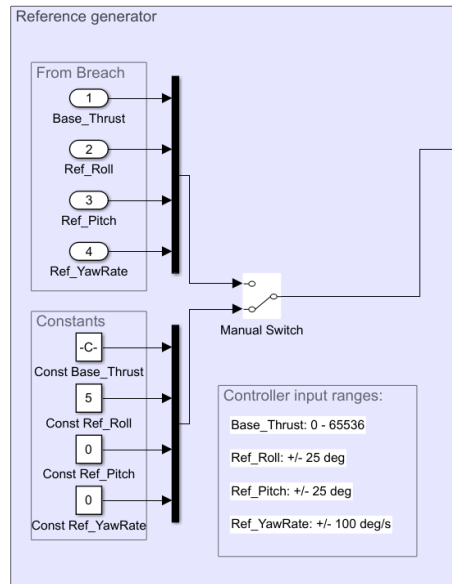 Reference generator
From Breach
1
Base_Thrust
2
Ref_Roll
3
Ref_Pitch
4
Ref_YawRate
Manual Switch
Constants
-C-
Const Base_Thrust
5
Const Ref_Roll
0
Const Ref_Pitch
0
Const Ref_YawRate
Controller input ranges:
Base_Thrust: 0 - 65536
Ref_Roll: +/- 25 deg
Ref_Pitch: +/- 25 deg
Ref_YawRate: +/- 100 deg/s